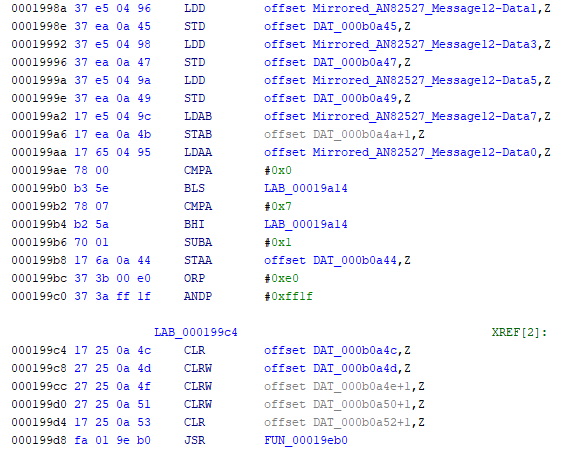 0001998a 37 e5 04 96 LDD offset Mirrored_AN82527_Message12-Data1,Z
0001998e 37 ea 0a 45 STD offset DAT_000b0a45,Z
00019992 37 e5 04 98 LDD offset Mirrored_AN82527_Message12-Data3,Z
00019996 37 ea 0a 47 STD offset DAT_000b0a47,Z
0001999a 37 e5 04 9a LDD offset Mirrored_AN82527_Message12-Data5,Z
0001999e 37 ea 0a 49 STD offset DAT_000b0a49,Z
000199a2 17 e5 04 9c LDAB offset Mirrored_AN82527_Message12-Data7,Z
000199a6 17 ea 0a 4b STAB offset DAT_000b0a4a+1,Z
000199aa 17 65 04 95 LDAA offset Mirrored_AN82527_Message12-Data0,Z
000199ae 78 00 CMPA #0x0
000199b0 b3 5e BLS LAB_00019a14
000199b2 78 07 CMPA #0x7
000199b4 b2 5a BHI LAB_00019a14
000199b6 70 01 SUBA #0x1
000199b8 17 6a 0a 44 STAA offset DAT_000b0a44,Z
000199bc 37 3b 00 e0 ORP #0xe0
000199c0 37 3a ff 1f ANDP #0xff1f
LAB_000199c4 XREF[2]:
000199c4 17 25 0a 4c CLR offset DAT_000b0a4c,Z
000199c8 27 25 0a 4d CLRW offset DAT_000b0a4d,Z
000199cc 27 25 0a 4f CLRW offset DAT_000b0a4e+1,Z
000199d0 27 25 0a 51 CLRW offset DAT_000b0a50+1,Z
000199d4 17 25 0a 53 CLR offset DAT_000b0a52+1,Z
000199d8 fa 01 9e b0 JSR FUN_00019eb0